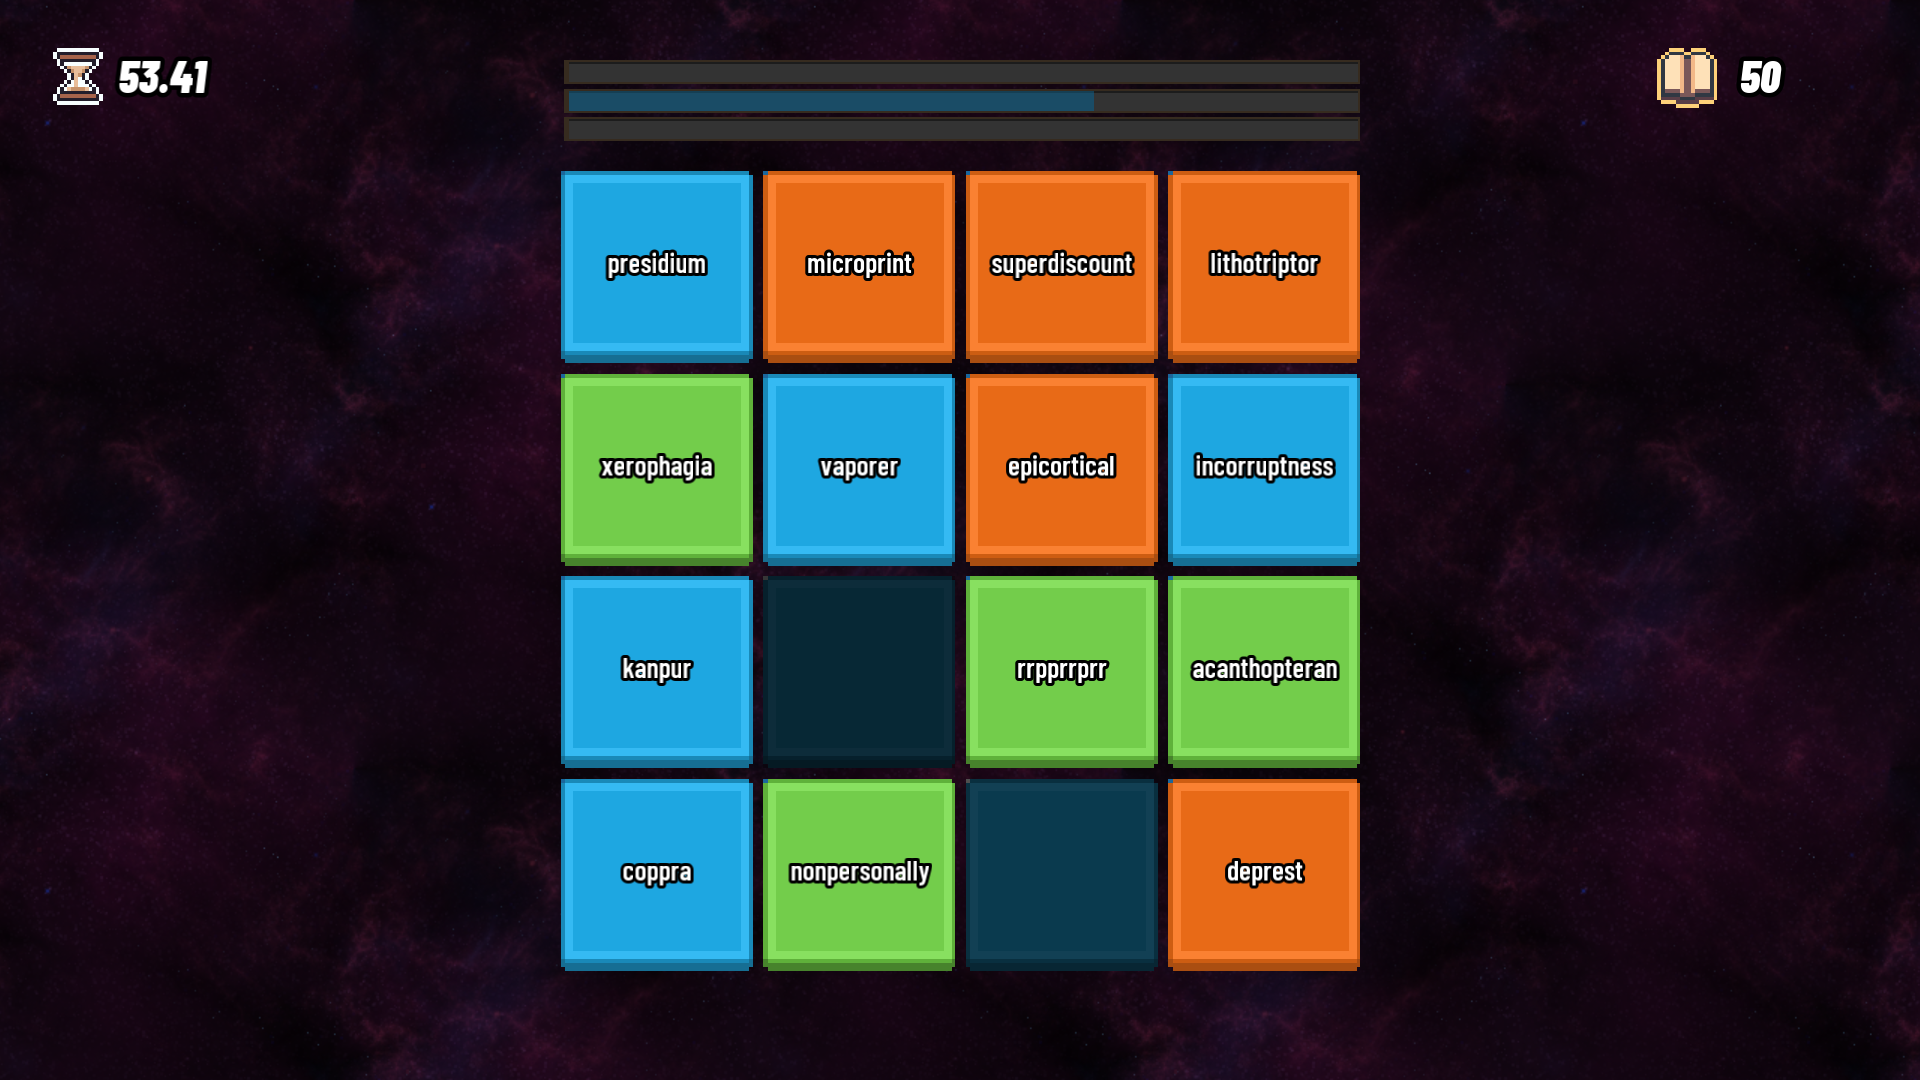 53.41
50
presidium
microprint
superdiscount
lithotriptor
xerophagia
vaporer
epicortical
incorruptness
kanpur
rrpprrprr
acanthopteran
coppra
nonpersonally
deprest